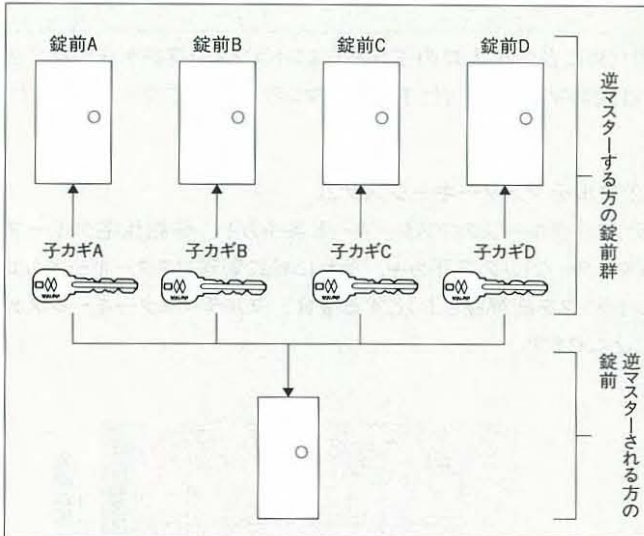 錠前A 錠前B 錠前C 錠前D
逆マスターする方の錠前群
子カギA 子カギB 子カギC 子カギD
逆マスターされる方の
錠前